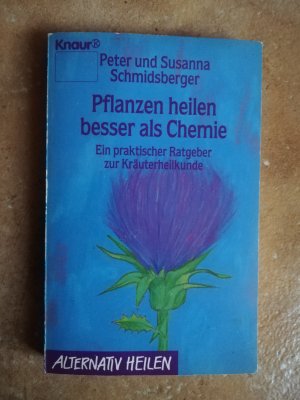 Knaur®
Peter und Susanna
Schmidsberger
Pflanzen heilen
besser als Chemie
Ein praktischer Ratgeber
zur Kräuterheilkunde
ALTERNATIV HEILEN